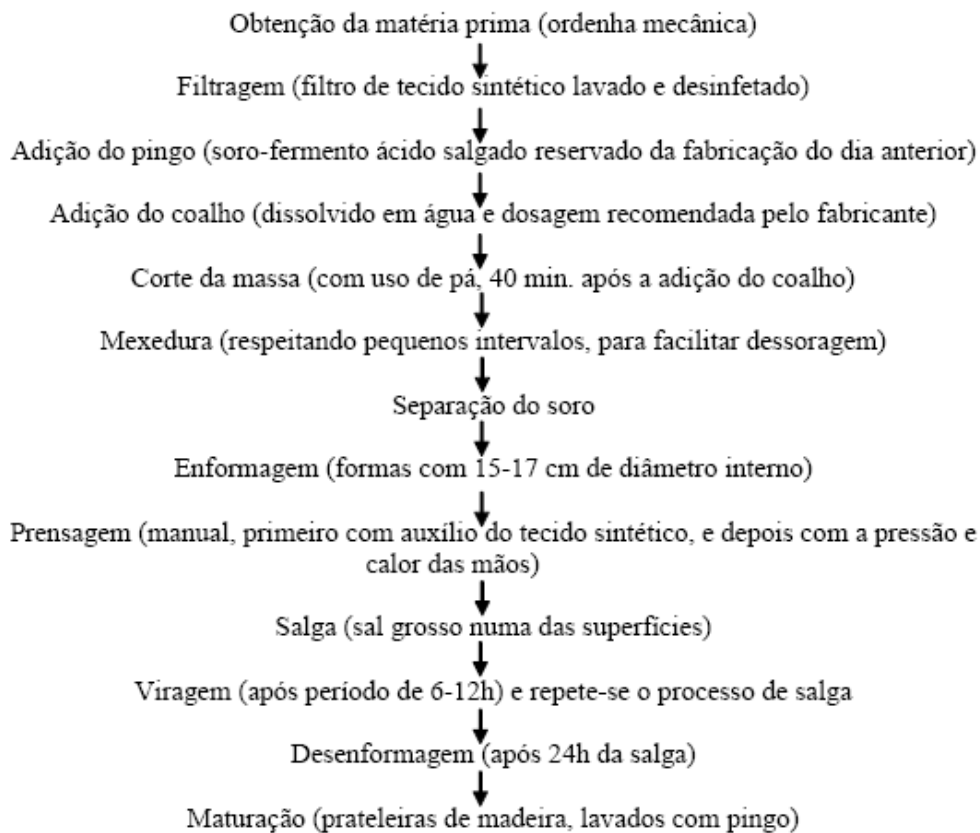 Obtenção da matéria prima (ordenha mecânica)
Filtragem (filtro de tecido sintético lavado e desinfetado)
Adição do pingo (soro-fermento ácido salgado reservado da fabricação do dia anterior)
Adição do coalho (dissolvido em água e dosagem recomendada pelo fabricante)
Corte da massa (com uso de pá, 40 min. após a adição do coalho)
Mexedura (respeitando pequenos intervalos, para facilitar dessoragem)
Separação do soro
Enformagem (formas com 15-17 cm de diâmetro interno)
Prensagem (manual, primeiro com auxílio do tecido sintético, e depois com a pressão e
calor das mãos)
Salga (sal grosso numa das superfícies)
Viragem (após período de 6-12h) e repete-se o processo de salga
Desenformagem (após 24h da salga)
Maturação (prateleiras de madeira, lavados com pingo)